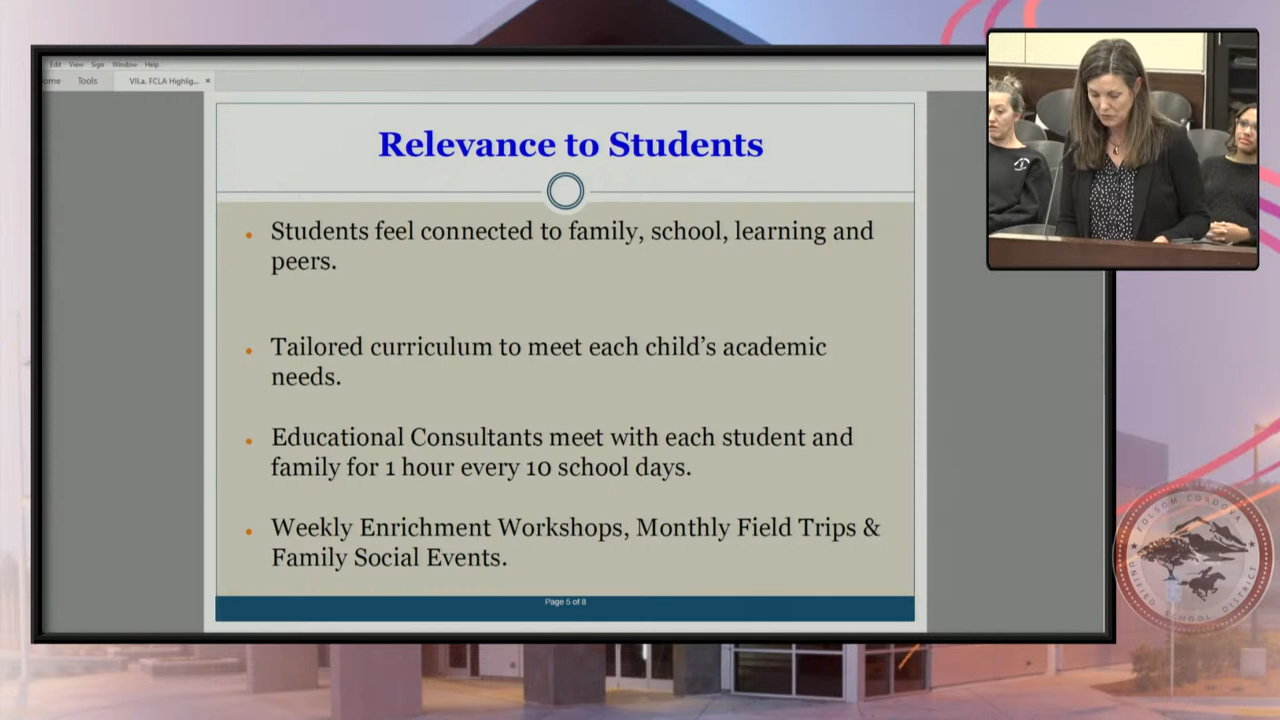 Edit View Sign Window Help
ome Tools VII.a. FCLA Highlig... ×
Relevance to Students
• Students feel connected to family, school, learning and
peers.
• Tailored curriculum to meet each child's academic
needs.
• Educational Consultants meet with each student and
family for 1 hour every 10 school days.
• Weekly Enrichment Workshops, Monthly Field Trips &
Family Social Events.
Page 5 of 8
FOLSOM CORDOVA
UNIFIED SCHOOL DISTRICT